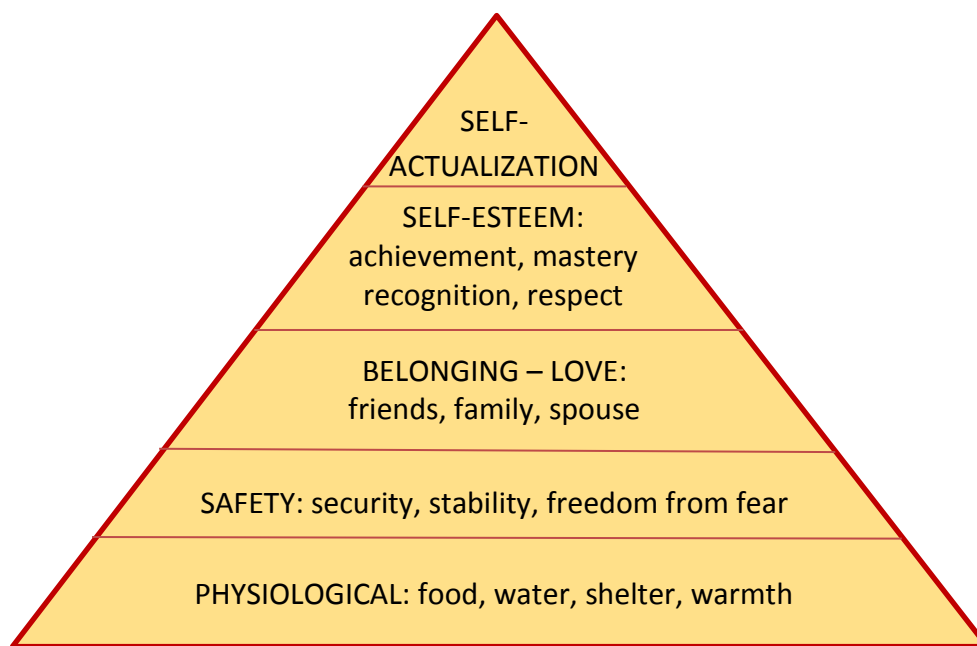 SELF-
ACTUALIZATION
SELF-ESTEEM:
achievement, mastery
recognition, respect
BELONGING – LOVE:
friends, family, spouse
SAFETY: security, stability, freedom from fear
PHYSIOLOGICAL: food, water, shelter, warmth